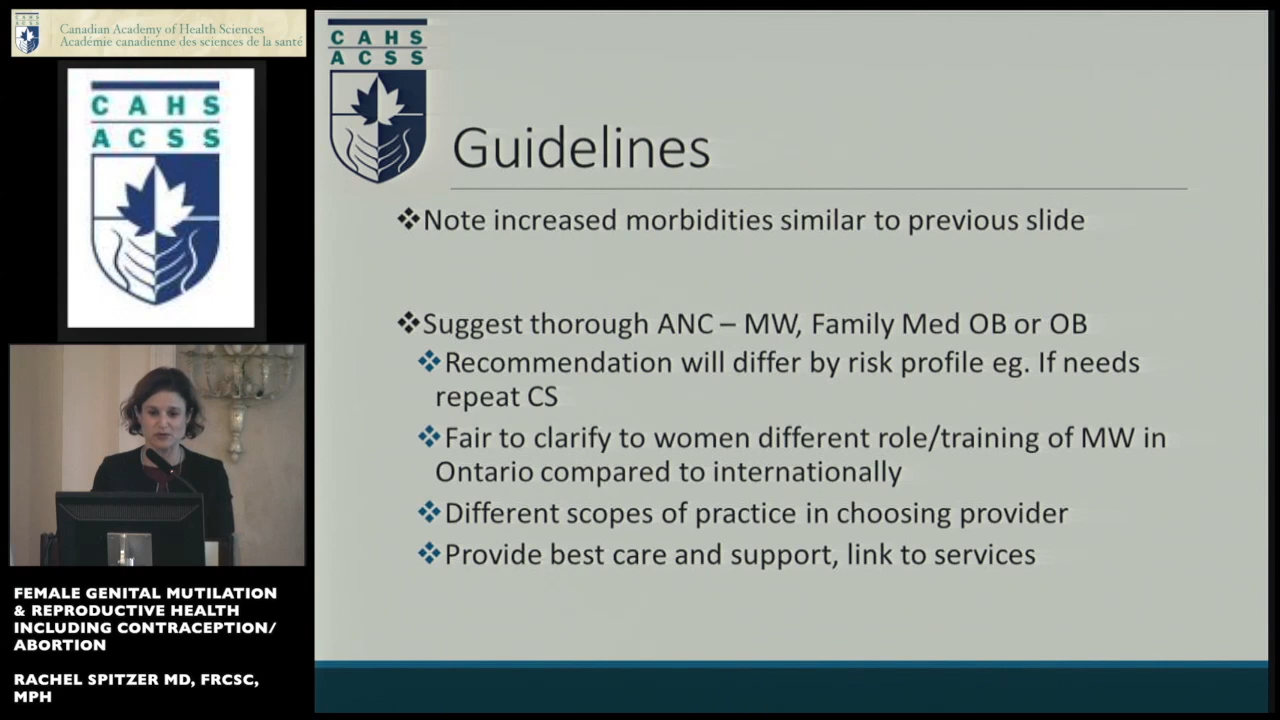 Canadian Academy of Health Sciences
Académie canadienne des sciences de la santé
C A H S
A C S S
FEMALE GENITAL MUTILATION
& REPRODUCTIVE HEALTH
INCLUDING CONTRACEPTION/
ABORTION
RACHEL SPITZER MD, FRCSC,
MPH
C A H S
A C S S
Guidelines
Note increased morbidities similar to previous slide
Suggest thorough ANC – MW, Family Med OB or OB
Recommendation will differ by risk profile eg. If needs
repeat CS
Fair to clarify to women different role/training of MW in
Ontario compared to internationally
Different scopes of practice in choosing provider
Provide best care and support, link to services